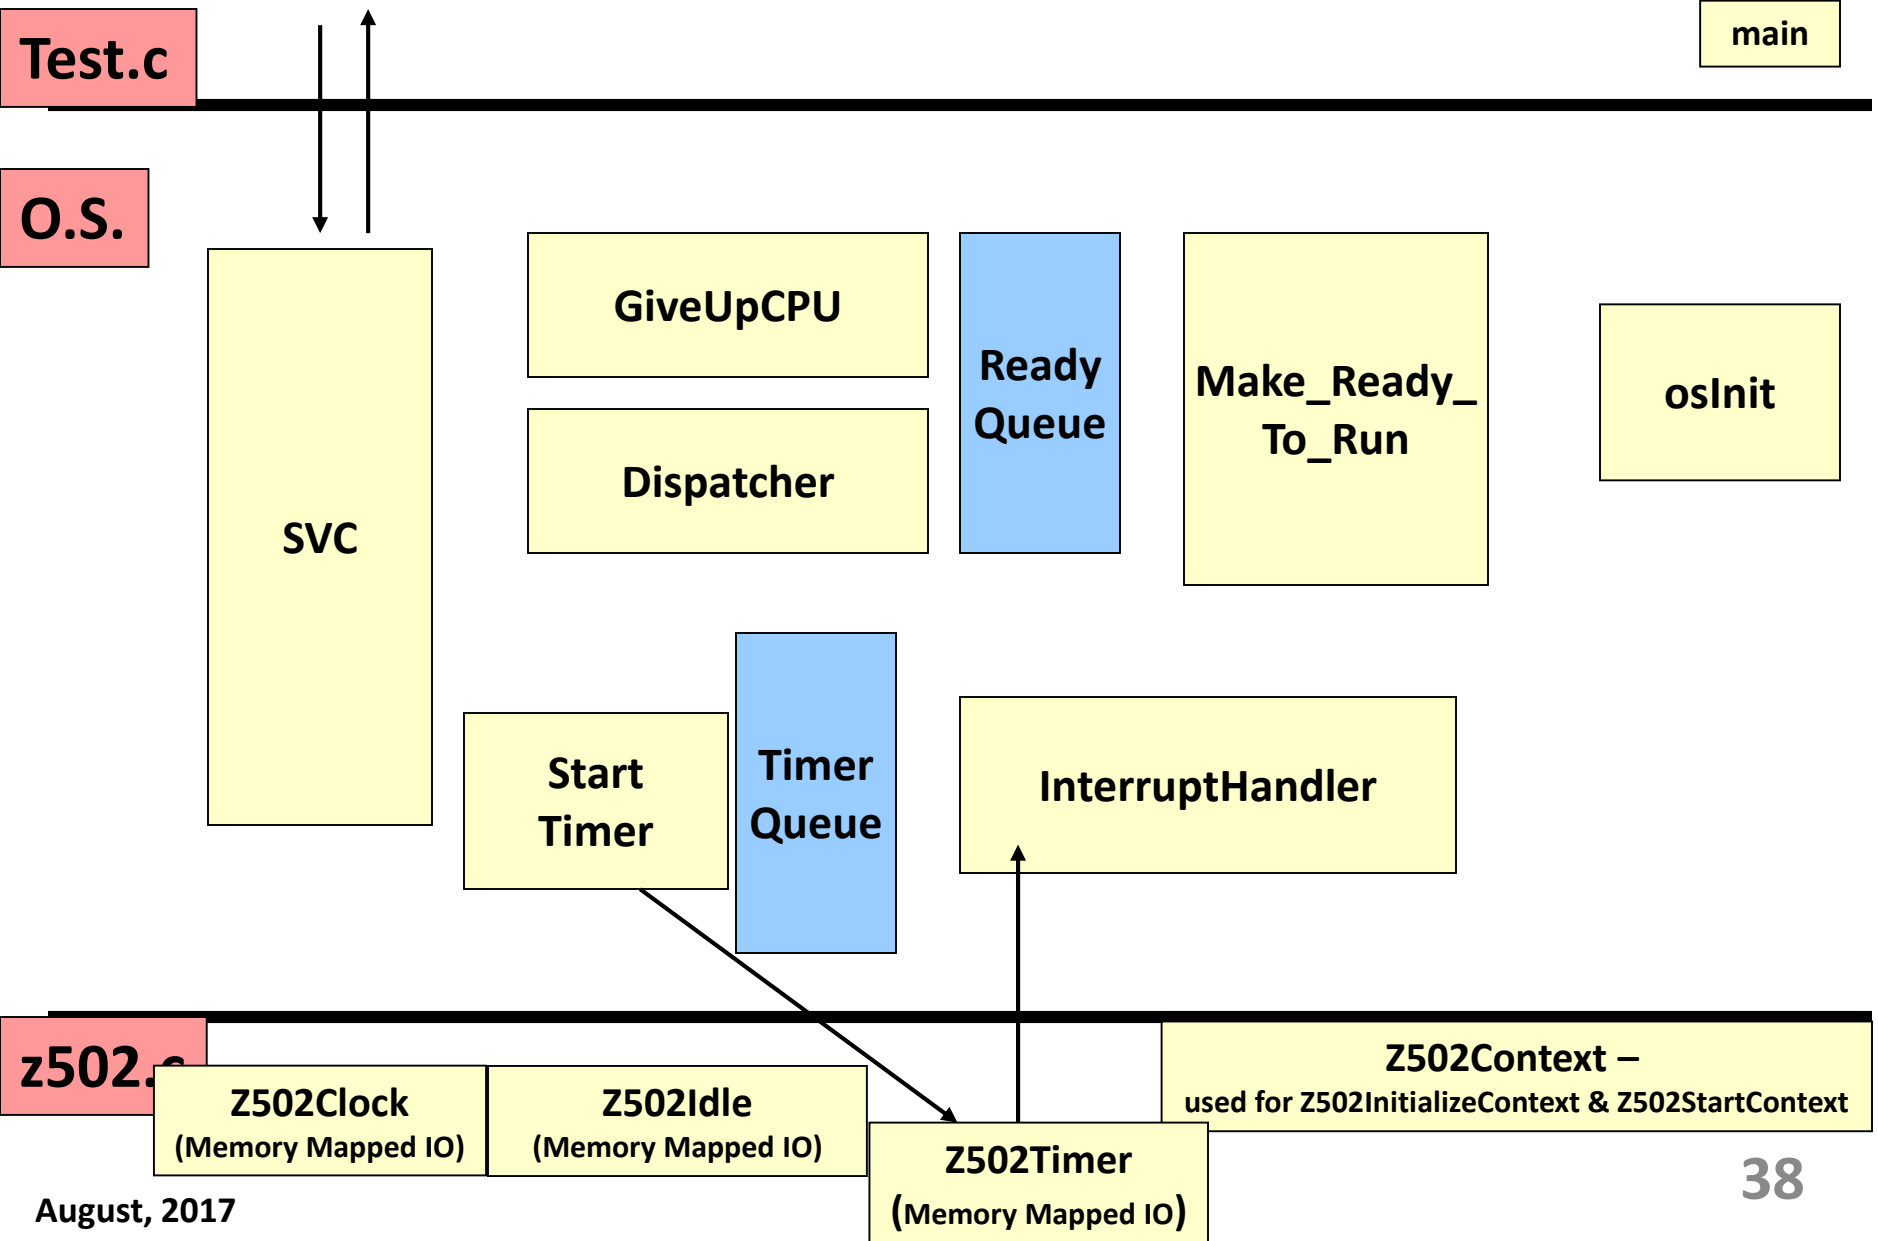 Test.c
main
O.S.
GiveUpCPU
Ready
Queue
Make_Ready_
To_Run
osInit
Dispatcher
SVC
Start
Timer
Timer
Queue
InterruptHandler
z502.c
Z502Clock
(Memory Mapped IO)
Z502Idle
(Memory Mapped IO)
Z502Timer
(Memory Mapped IO)
Z502Context –
used for Z502InitializeContext & Z502StartContext
August, 2017
38